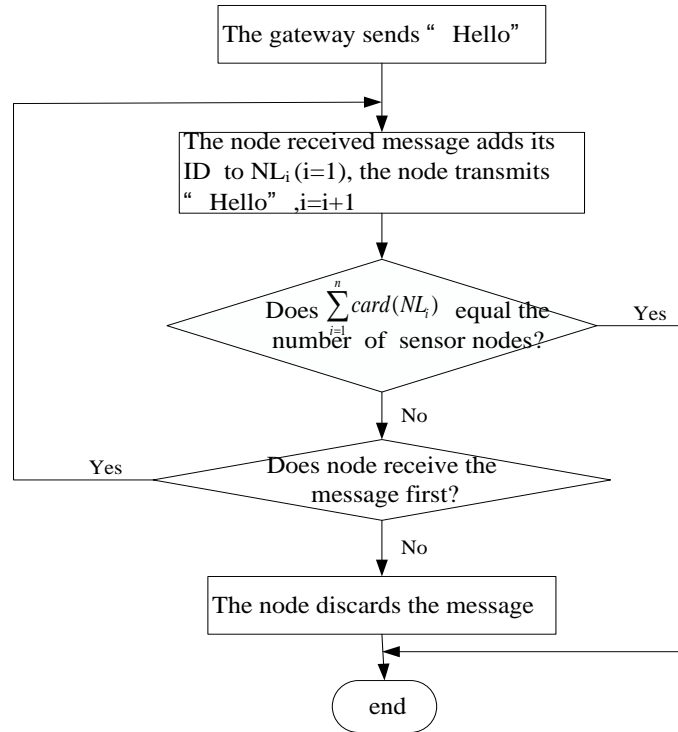 The gateway sends “ Hello”
The node received message adds its
ID to NLᵢ(i=1), the node transmits
“ Hello” ,i=i+1
Does \sum_{i=1}^{n} card(NL_i) equal the
number of sensor nodes?
Yes
No
Does node receive the
message first?
Yes
No
The node discards the message
end